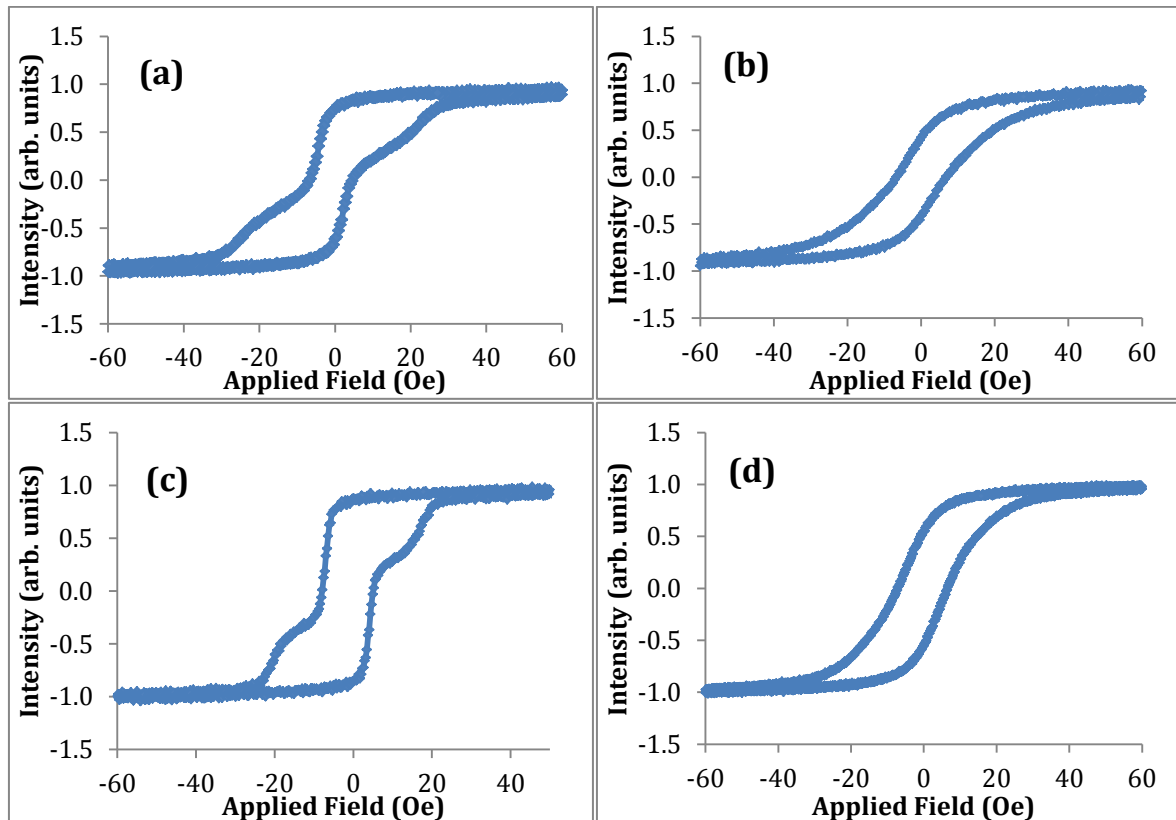 (a)
Intensity (arb. units)
1.5
1.0
0.5
0.0
-0.5
-1.0
-1.5
-60 -40 -20 0 20 40 60
Applied Field (Oe)
(b)
Intensity (arb. units)
1.5
1.0
0.5
0.0
-0.5
-1.0
-1.5
-60 -40 -20 0 20 40 60
Applied Field (Oe)
(c)
Intensity (arb. units)
1.5
1.0
0.5
0.0
-0.5
-1.0
-1.5
-60 -40 -20 0 20 40
Applied Field (Oe)
(d)
Intensity (arb. units)
1.5
1.0
0.5
0.0
-0.5
-1.0
-1.5
-60 -40 -20 0 20 40 60
Applied Field (Oe)